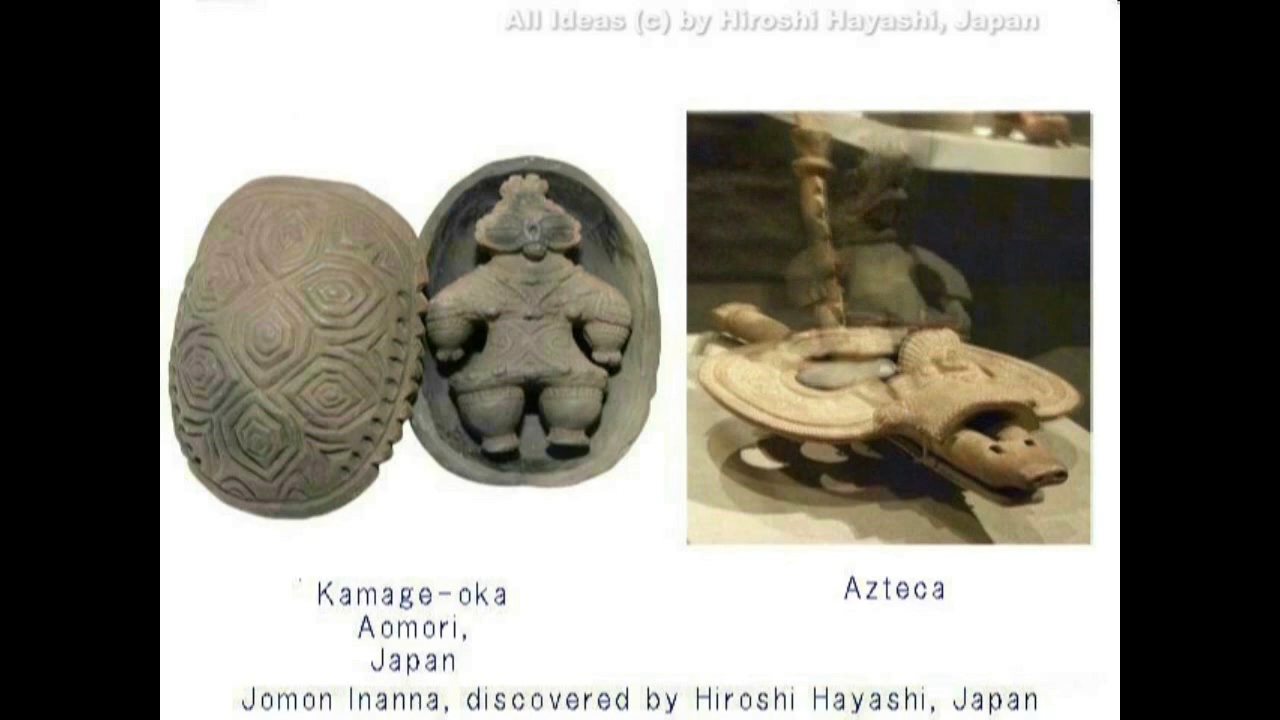 All Ideas (c) by Hiroshi Hayashi, Japan
Kamage-oka
Aomori,
Japan
Azteca
Jomon Inanna, discovered by Hiroshi Hayashi, Japan